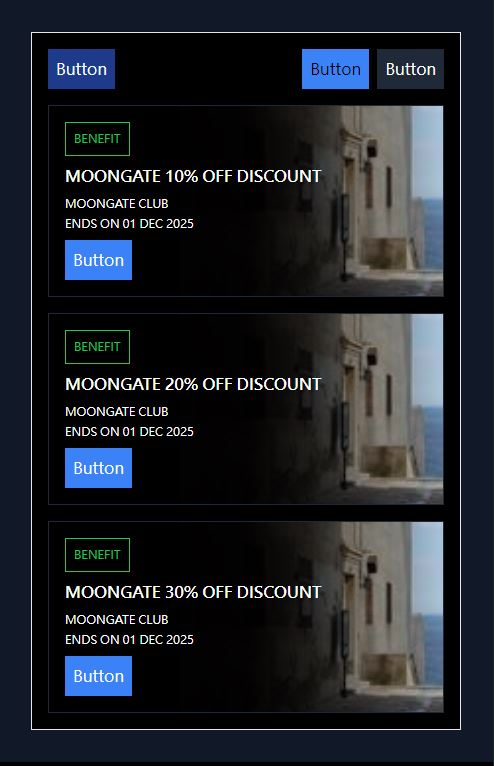 Button
Button
Button
BENEFIT
MOONGATE 10% OFF DISCOUNT
MOONGATE CLUB
ENDS ON 01 DEC 2025
Button
BENEFIT
MOONGATE 20% OFF DISCOUNT
MOONGATE CLUB
ENDS ON 01 DEC 2025
Button
BENEFIT
MOONGATE 30% OFF DISCOUNT
MOONGATE CLUB
ENDS ON 01 DEC 2025
Button